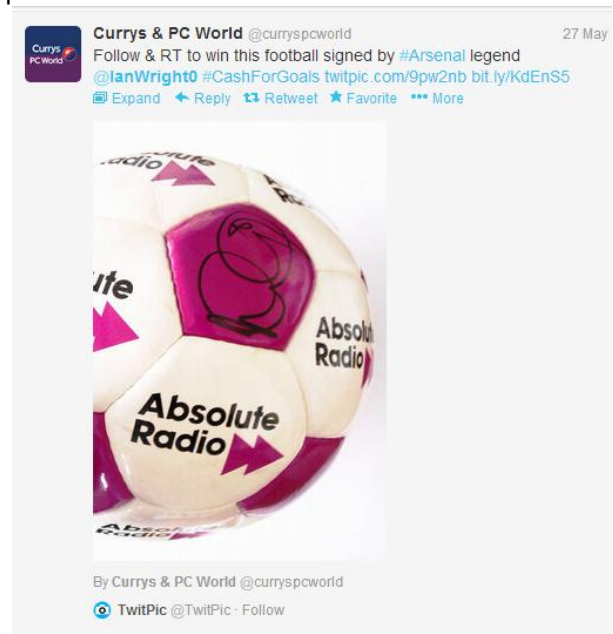 Currys
PC World
Currys & PC World @curryspcworld 27 May
Follow & RT to win this football signed by #Arsenal legend
@IanWright0 #CashForGoals twitpic.com/9pw2nb bit.ly/KdEnS5
Expand Reply Retweet Favorite More
Absolute
Radio
Absolute
Radio
By Currys & PC World @curryspcworld
TwitPic @TwitPic · Follow